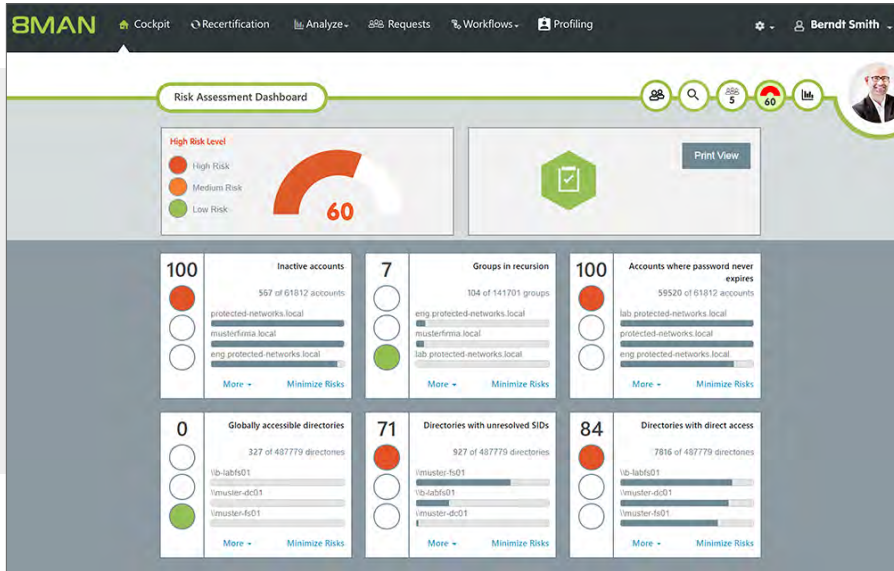 8MAN Cockpit Recertification Analyze Requests Workflows Profiling Berndt Smith
Risk Assessment Dashboard
5
60
High Risk Level
High Risk
Medium Risk
Low Risk
60
Print View
100
Inactive accounts
567 of 61812 accounts
protected-networks.local
musterfirma.local
eng.protected-networks.local
More
Minimize Risks
7
Groups in recursion
104 of 141701 groups
eng.protected-networks.local
musterfirma.local
lab.protected-networks.local
More
Minimize Risks
100
Accounts where password never
expires
59520 of 61812 accounts
lab.protected-networks.local
protected-networks.local
eng.protected-networks.local
More
Minimize Risks
0
Globally accessible directories
327 of 487779 directories
\\b-labfs01
\\muster-dc01
\\muster-fs01
More
Minimize Risks
71
Directories with unresolved SIDs
927 of 487779 directories
\\muster-fs01
\\b-labfs01
\\muster-dc01
More
Minimize Risks
84
Directories with direct access
7816 of 487779 directories
\\b-labfs01
\\muster-dc01
\\muster-fs01
More
Minimize Risks